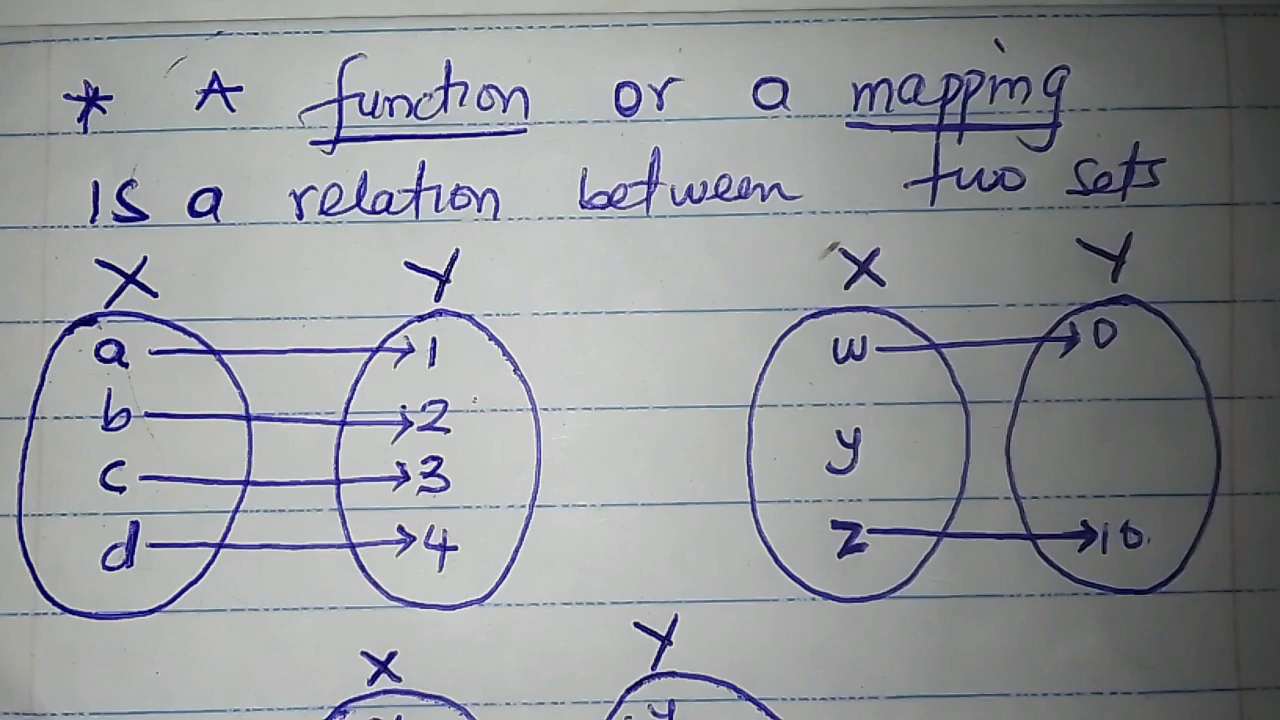 * A function or a mapping
is a relation between two sets
X Y X Y
a 1 w 0
b 2
c 3 y
d 4 z 10
X Y
y